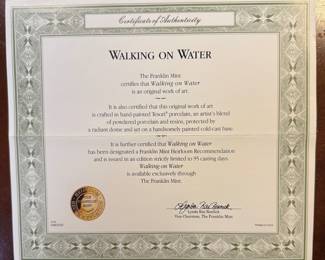 Certificate of Authenticity
WALKING ON WATER
The Franklin Mint
certifies that Walking on Water
is an original work of art.
It is also certified that this original work of art
is crafted in hand-painted Tesori® porcelain, an artist's blend
of powdered porcelain and resins, protected by
a radiant dome and set on a handsomely painted cold-cast base.
It is further certified that Walking on Water
has been designated a Franklin Mint Heirloom Recommendation
and is issued in an edition strictly limited to 95 casting days.
Walking on Water
is available exclusively through
The Franklin Mint.
Lynda Rae Resnick
Vice Chairman, The Franklin Mint